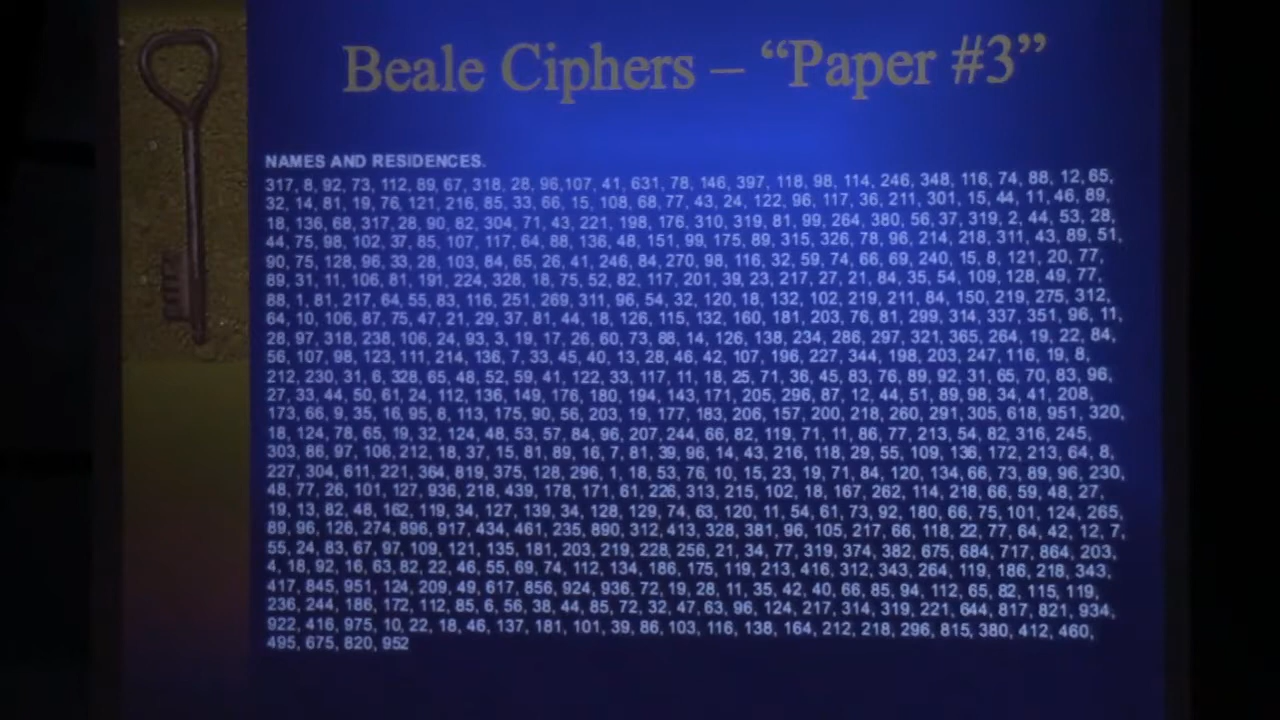 Beale Ciphers – “Paper #3”
NAMES AND RESIDENCES.
317, 8, 92, 73, 112, 89, 67, 318, 28, 96,107, 41, 631, 78, 146, 397, 118, 98, 114, 246, 348, 116, 74, 88, 12, 65,
32, 14, 81, 19, 76, 121, 216, 85, 33, 66, 15, 108, 68, 77, 43, 24, 122, 96, 117, 36, 211, 301, 15, 44, 11, 46, 89,
18, 136, 68, 317, 28, 90, 82, 304, 71, 43, 221, 198, 176, 310, 319, 81, 99, 264, 380, 56, 37, 319, 2, 44, 53, 28,
44, 75, 98, 102, 37, 85, 107, 117, 64, 88, 136, 48, 151, 99, 175, 89, 315, 326, 78, 96, 214, 218, 311, 43, 89, 51,
90, 75, 128, 96, 33, 28, 103, 84, 65, 26, 41, 246, 84, 270, 98, 116, 32, 59, 74, 66, 69, 240, 15, 8, 121, 20, 77,
89, 31, 11, 106, 81, 191, 224, 328, 18, 75, 52, 82, 117, 201, 39, 23, 217, 27, 21, 84, 35, 54, 109, 128, 49, 77,
88, 1, 81, 217, 64, 55, 83, 116, 251, 269, 311, 96, 54, 32, 120, 18, 132, 102, 219, 211, 84, 150, 219, 275, 312,
64, 10, 106, 87, 75, 47, 21, 29, 37, 81, 44, 18, 126, 115, 132, 160, 181, 203, 76, 81, 299, 314, 337, 351, 96, 11,
28, 97, 318, 238, 106, 24, 93, 3, 19, 17, 26, 60, 73, 88, 14, 126, 138, 234, 286, 297, 321, 365, 264, 19, 22, 84,
56, 107, 98, 123, 111, 214, 136, 7, 33, 45, 40, 13, 28, 46, 42, 107, 196, 227, 344, 198, 203, 247, 116, 19, 8,
212, 230, 31, 6, 328, 65, 48, 52, 59, 41, 122, 33, 117, 11, 18, 25, 71, 36, 45, 83, 76, 89, 92, 31, 65, 70, 83, 96,
27, 33, 44, 50, 61, 24, 112, 136, 149, 176, 180, 194, 143, 171, 205, 296, 87, 12, 44, 51, 89, 98, 34, 41, 208,
173, 66, 9, 35, 16, 95, 8, 113, 175, 90, 56, 203, 19, 177, 183, 206, 157, 200, 218, 260, 291, 305, 618, 951, 320,
18, 124, 78, 65, 19, 32, 124, 48, 53, 57, 84, 96, 207, 244, 66, 82, 119, 71, 11, 86, 77, 213, 54, 82, 316, 245,
303, 86, 97, 106, 212, 18, 37, 15, 81, 89, 16, 7, 81, 39, 96, 14, 43, 216, 118, 29, 55, 109, 136, 172, 213, 64, 8,
227, 304, 611, 221, 364, 819, 375, 128, 296, 1, 18, 53, 76, 10, 15, 23, 19, 71, 84, 120, 134, 66, 73, 89, 96, 230,
48, 77, 26, 101, 127, 936, 218, 439, 178, 171, 61, 226, 313, 215, 102, 18, 167, 262, 114, 218, 66, 59, 48, 27,
19, 13, 82, 48, 162, 119, 34, 127, 139, 34, 128, 129, 74, 63, 120, 11, 54, 61, 73, 92, 180, 66, 75, 101, 124, 265,
89, 96, 126, 274, 896, 917, 434, 461, 235, 890, 312, 413, 328, 381, 96, 105, 217, 66, 118, 22, 77, 64, 42, 12, 7,
55, 24, 83, 67, 97, 109, 121, 135, 181, 203, 219, 228, 256, 21, 34, 77, 319, 374, 382, 675, 684, 717, 864, 203,
4, 18, 92, 16, 63, 82, 22, 46, 55, 69, 74, 112, 134, 186, 175, 119, 213, 416, 312, 343, 264, 119, 186, 218, 343,
417, 845, 951, 124, 209, 49, 617, 856, 924, 936, 72, 19, 28, 11, 35, 42, 40, 66, 85, 94, 112, 65, 82, 115, 119,
236, 244, 186, 172, 112, 85, 6, 56, 38, 44, 85, 72, 32, 47, 63, 96, 124, 217, 314, 319, 221, 644, 817, 821, 934,
922, 416, 975, 10, 22, 18, 46, 137, 181, 101, 39, 86, 103, 116, 138, 164, 212, 218, 296, 815, 380, 412, 460,
495, 675, 820, 952